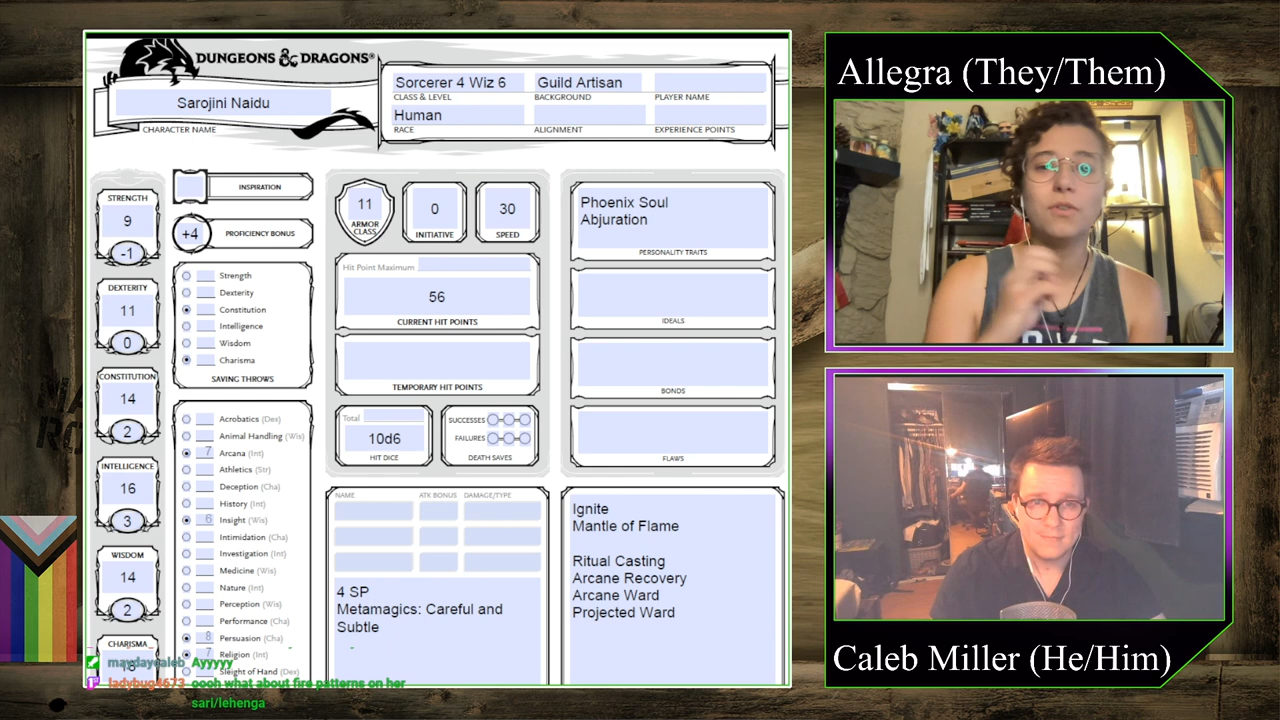 DUNGEONS & DRAGONS®
Sarojini Naidu
CHARACTER NAME
Sorcerer 4 Wiz 6
Guild Artisan
CLASS & LEVEL
BACKGROUND
PLAYER NAME
Human
RACE
ALIGNMENT
EXPERIENCE POINTS
STRENGTH
9
-1
DEXTERITY
11
0
CONSTITUTION
14
2
INTELLIGENCE
16
3
WISDOM
14
2
CHARISMA
INSPIRATION
+4
PROFICIENCY BONUS
Strength
Dexterity
Constitution
Intelligence
Wisdom
Charisma
SAVING THROWS
Acrobatics (Dex)
Animal Handling (Wis)
7 Arcana (Int)
Athletics (Str)
Deception (Cha)
History (Int)
6 Insight (Wis)
Intimidation (Cha)
Investigation (Int)
Medicine (Wis)
Nature (Int)
Perception (Wis)
Performance (Cha)
8 Persuasion (Cha)
7 Religion (Int)
Sleight of Hand (Dex)
11
ARMOR
CLASS
0
INITIATIVE
30
SPEED
Hit Point Maximum
56
CURRENT HIT POINTS
TEMPORARY HIT POINTS
Total
10d6
HIT DICE
SUCCESSES
FAILURES
DEATH SAVES
NAME
ATK BONUS
DAMAGE/TYPE
4 SP
Metamagics: Careful and
Subtle
Phoenix Soul
Abjuration
PERSONALITY TRAITS
IDEALS
BONDS
FLAWS
Ignite
Mantle of Flame
Ritual Casting
Arcane Recovery
Arcane Ward
Projected Ward
maydaycaleb Ayyyyy
ladybug4673 oooh what about fire patterns on her
sari/lehenga
Allegra (They/Them)
Caleb Miller (He/Him)